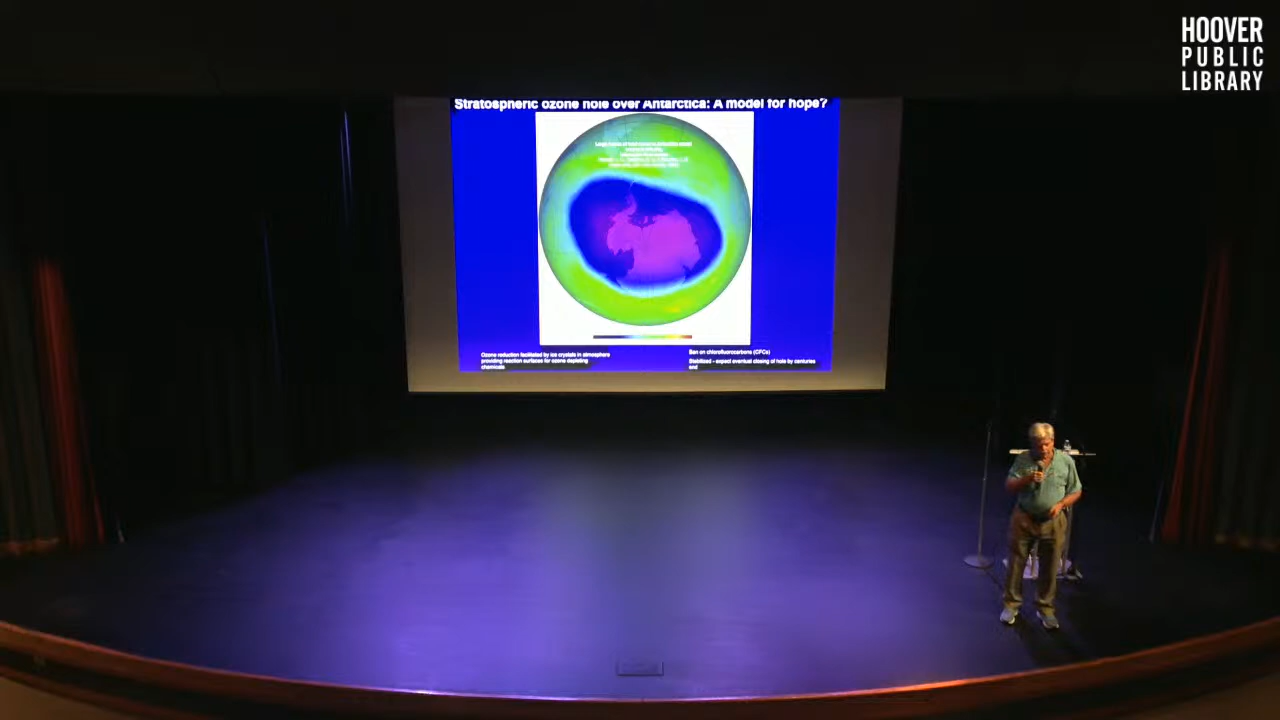 HOOVER
PUBLIC
LIBRARY
Stratospheric ozone hole over Antarctica: A model for hope?
Ozone reduction facilitated by ice crystals in atmosphere
providing reaction surfaces for ozone depleting
chemicals
Ban on chlorofluorocarbons (CFCs)
Stabilized - expect eventual closing of hole by centuries
end